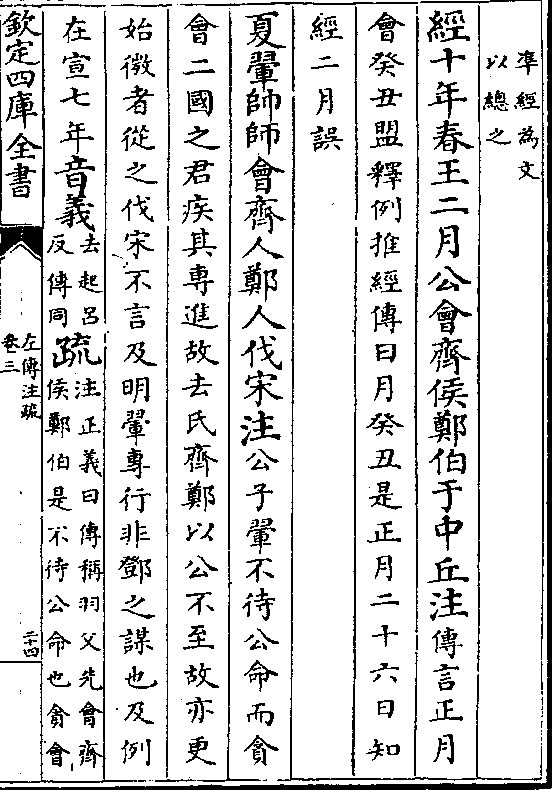 準經為文
以總之
經十年春王二月公會齊侯鄭伯于中丘注傳言正月
會癸丑盟釋例推經傳日月癸丑是正月二十六日知
經二月誤
夏翬帥師會齊人鄭人伐宋注公子翬不待公命而貪
會二國之君疾其專進故去氏齊鄭以公不至故亦更
始微者從之伐宋不言及明翬專行非鄧之謀也及例
在宣七年音義去起呂
反傳同疏注正義曰傳稱羽父先會齊
侯鄭伯是不待公命也貪會
欽定四庫全書
左傳注疏
卷三
二十四